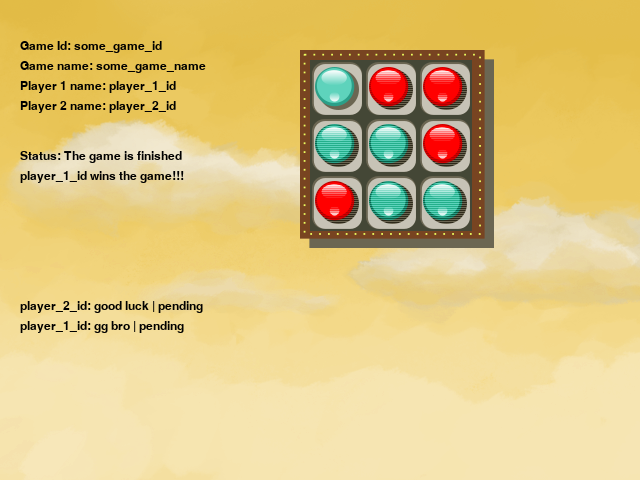 Game Id: some_game_id
Game name: some_game_name
Player 1 name: player_1_id
Player 2 name: player_2_id
Status: The game is finished
player_1_id wins the game!!!
player_2_id: good luck | pending
player_1_id: gg bro | pending